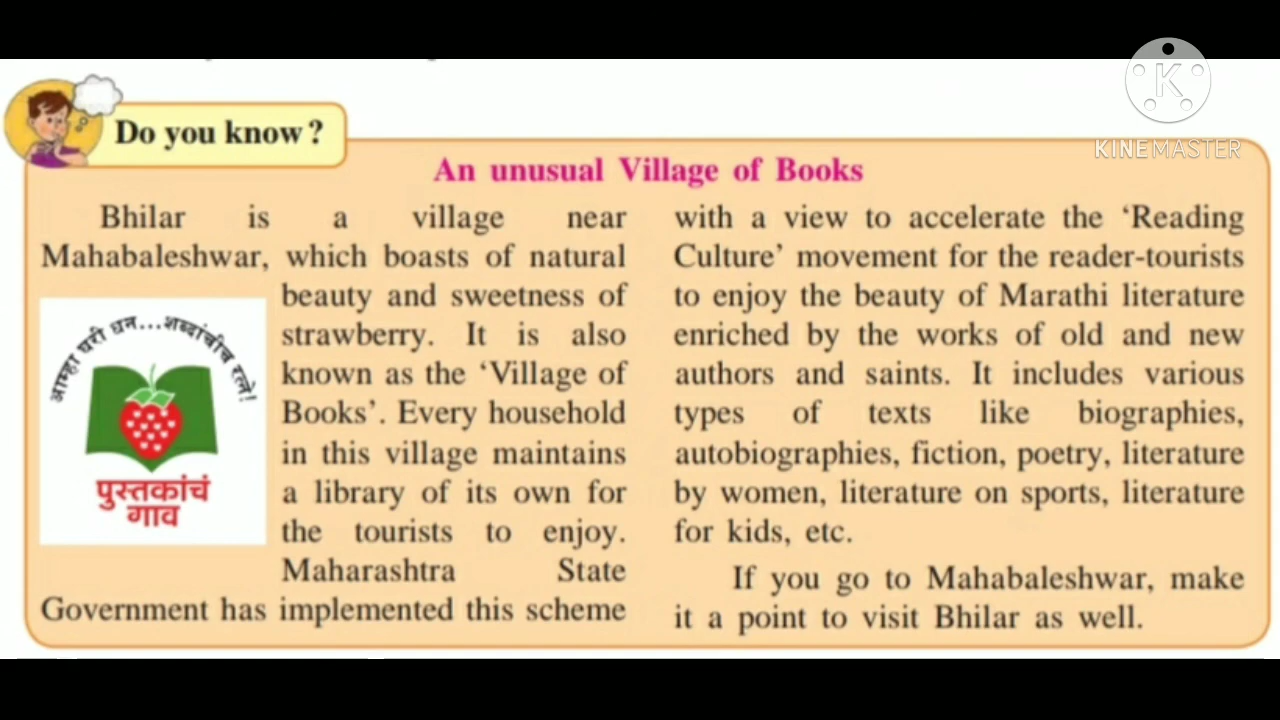 Do you know?
KINEMASTER
An unusual Village of Books
Bhilar is a village near
Mahabaleshwar, which boasts of natural
beauty and sweetness of
strawberry. It is also
known as the ‘Village of
Books’. Every household
in this village maintains
a library of its own for
the tourists to enjoy.
Maharashtra State
Government has implemented this scheme
आम्हा घरी धन...शब्दांचीच रत्ने!
पुस्तकांचं
गाव
with a view to accelerate the ‘Reading
Culture’ movement for the reader-tourists
to enjoy the beauty of Marathi literature
enriched by the works of old and new
authors and saints. It includes various
types of texts like biographies,
autobiographies, fiction, poetry, literature
by women, literature on sports, literature
for kids, etc.
If you go to Mahabaleshwar, make
it a point to visit Bhilar as well.